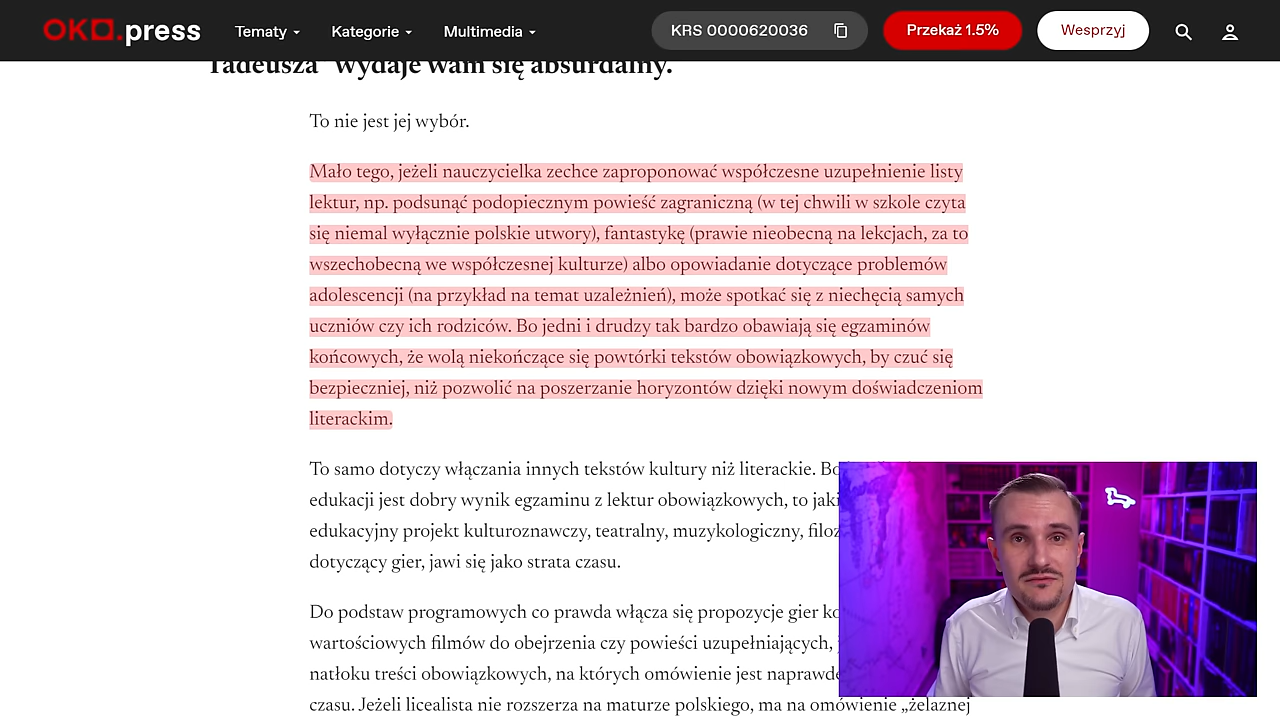 OKO.press Tematy Kategorie Multimedia KRS 0000620036 Przekaż 1.5% Wesprzyj
Tadeusza" wydaje wam się absurdalny.
To nie jest jej wybór.
Mało tego, jeżeli nauczycielka zechce zaproponować współczesne uzupełnienie listy
lektur, np. podsunąć podopiecznym powieść zagraniczną (w tej chwili w szkole czyta
się niemal wyłącznie polskie utwory), fantastykę (prawie nieobecną na lekcjach, za to
wszechobecną we współczesnej kulturze) albo opowiadanie dotyczące problemów
adolescencji (na przykład na temat uzależnień), może spotkać się z niechęcią samych
uczniów czy ich rodziców. Bo jedni i drudzy tak bardzo obawiają się egzaminów
końcowych, że wolą niekończące się powtórki tekstów obowiązkowych, by czuć się
bezpieczniej, niż pozwolić na poszerzanie horyzontów dzięki nowym doświadczeniom
literackim.
To samo dotyczy włączania innych tekstów kultury niż literackie. Bo
edukacji jest dobry wynik egzaminu z lektur obowiązkowych, to
edukacyjny projekt kulturoznawczy, teatralny, muzykologiczny,
dotyczący gier, jawi się jako strata czasu.
Do podstaw programowych co prawda włącza się propozycje gier
wartościowych filmów do obejrzenia czy powieści uzupełniających,
natłoku treści obowiązkowych, na których omówienie jest
czasu. Jeżeli licealista nie rozszerza na maturze polskiego, ma na omówienie „żelaznej